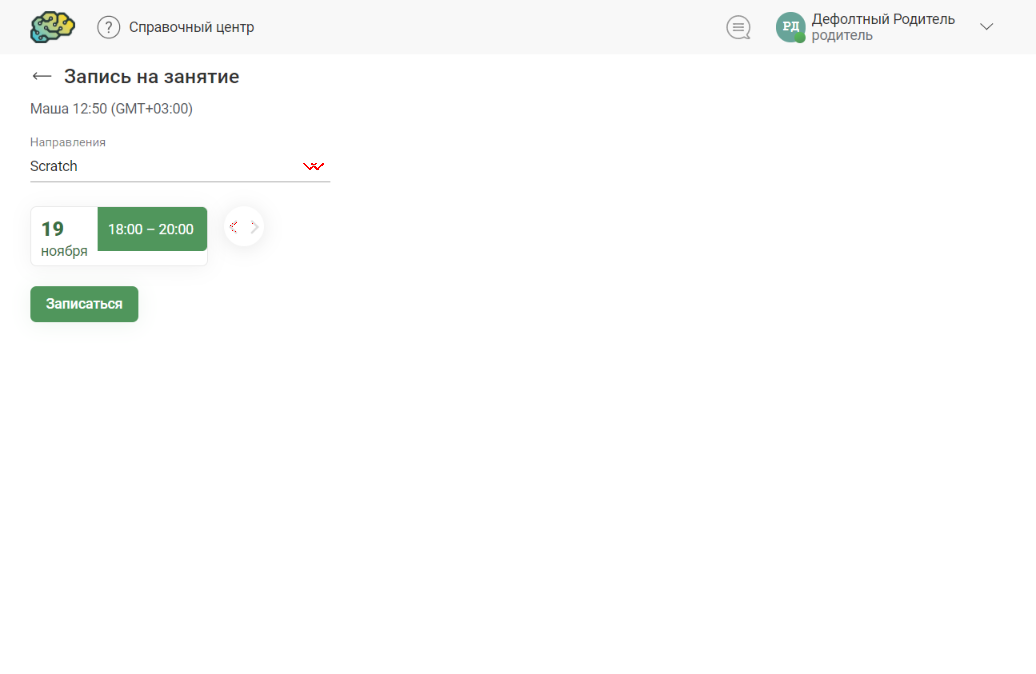 ? Справочный центр
РД
Дефолтный Родитель
родитель
Запись на занятие
Маша 12:50 (GMT+03:00)
Направления
Scratch
19
ноября
18:00 – 20:00
Записаться